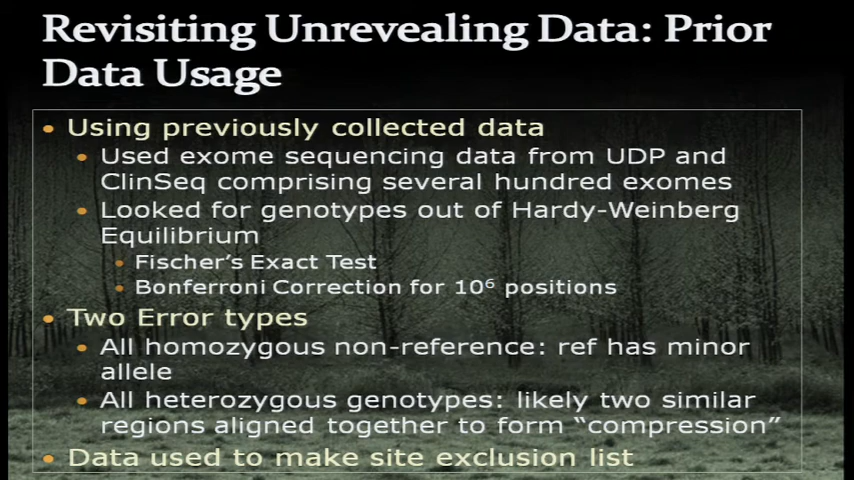 Revisiting Unrevealing Data: Prior
Data Usage
• Using previously collected data
• Used exome sequencing data from UDP and
ClinSeq comprising several hundred exomes
• Looked for genotypes out of Hardy-Weinberg
Equilibrium
• Fischer's Exact Test
• Bonferroni Correction for 10⁶ positions
• Two Error types
• All homozygous non-reference: ref has minor
allele
• All heterozygous genotypes: likely two similar
regions aligned together to form “compression”
• Data used to make site exclusion list